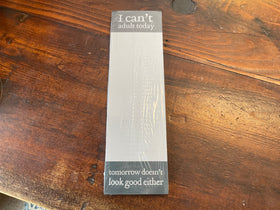 I can't
adult today
tomorrow doesn't
look good either